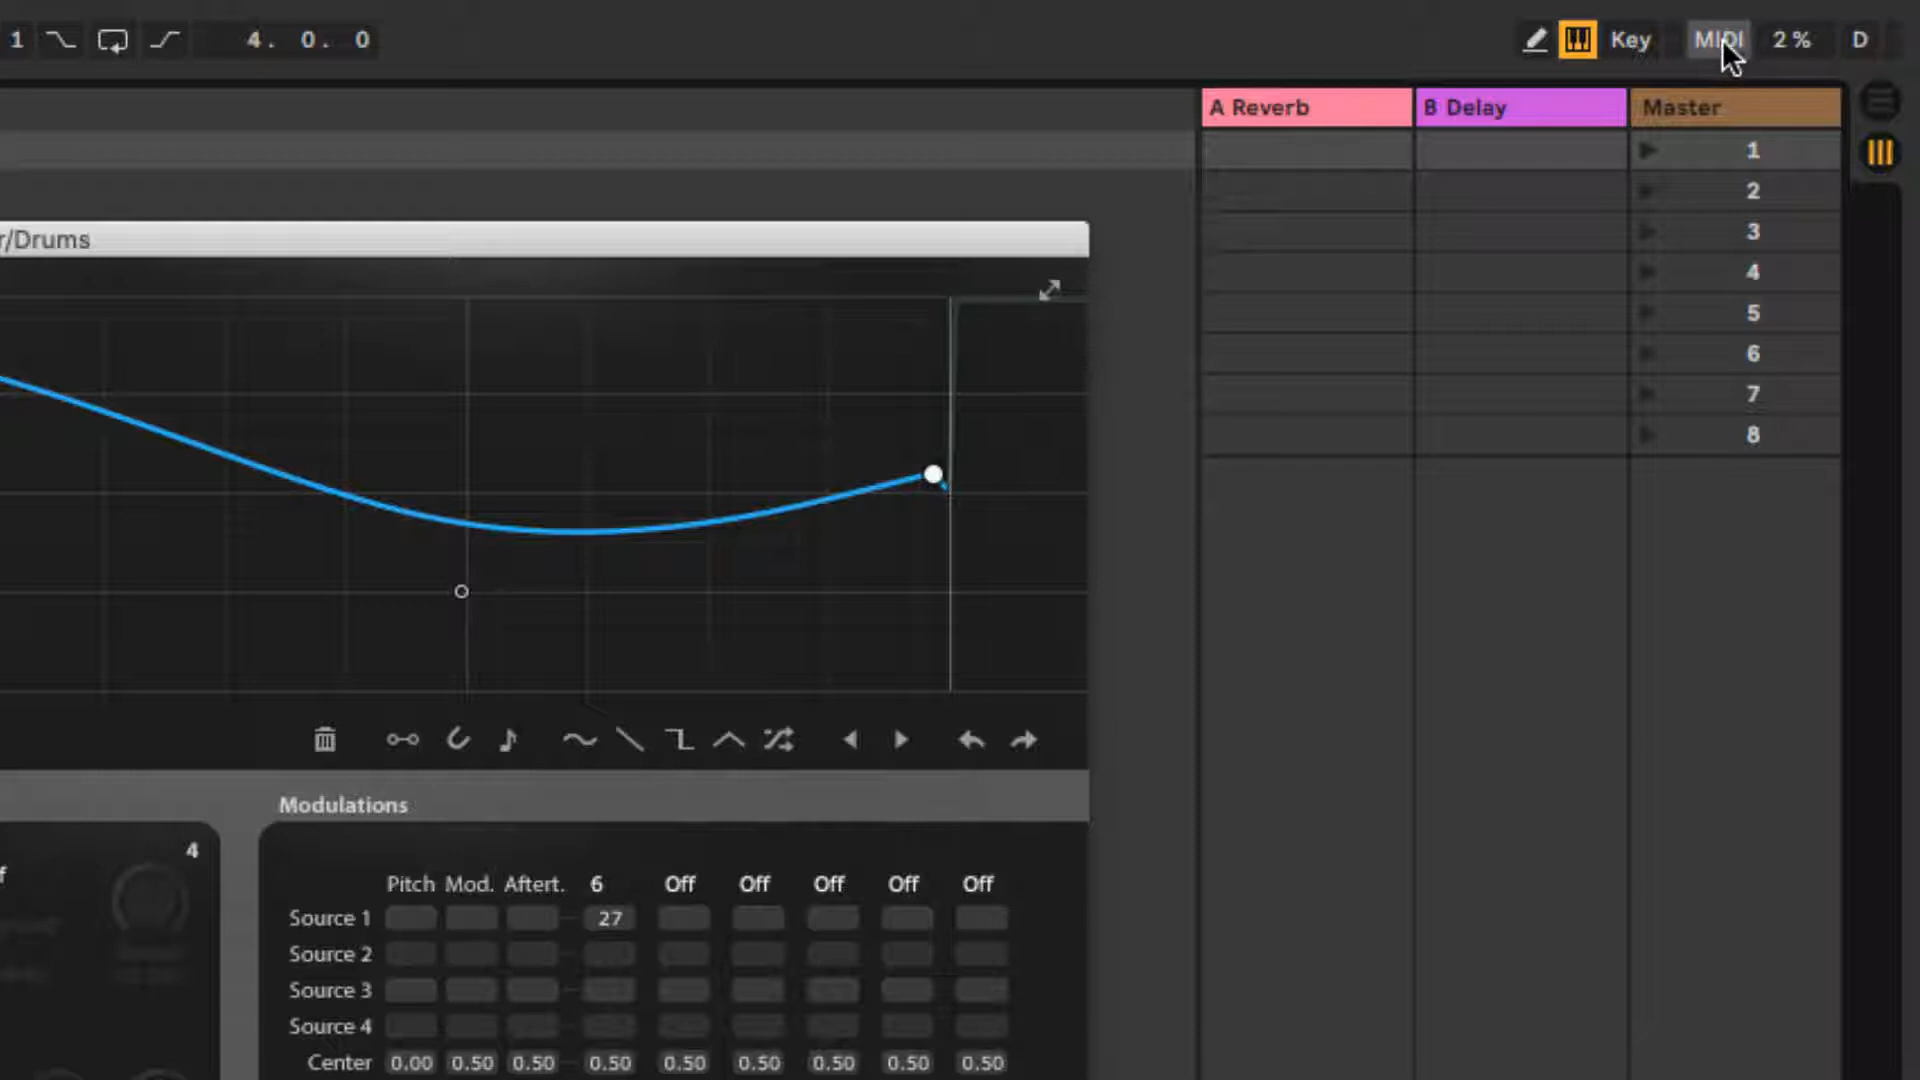 1 4. 0. 0 Key MIDI 2 % D
A Reverb B Delay Master
1
2
3
4
5
6
7
8
r/Drums
Modulations
4
f
Pitch Mod. Aftert. 6 Off Off Off Off Off
Source 1 27
Source 2
Source 3
Source 4
Center 0.00 0.50 0.50 0.50 0.50 0.50 0.50 0.50 0.50